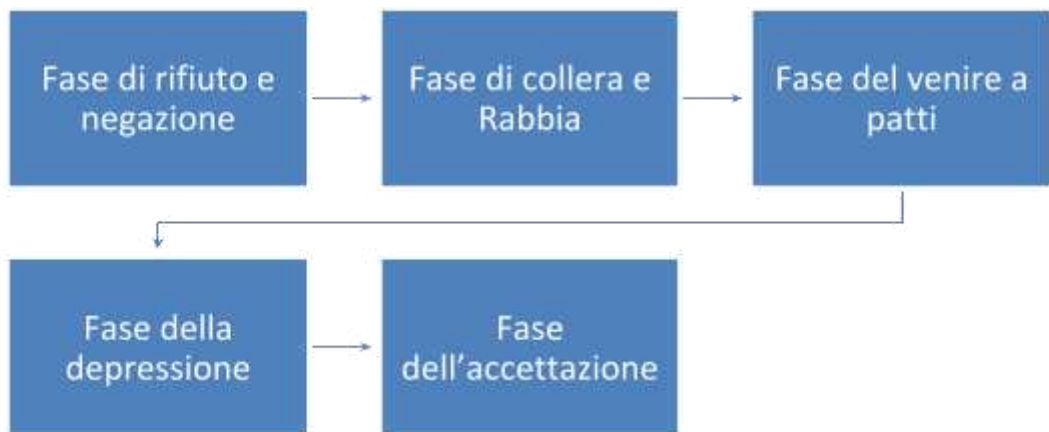 Fase di rifiuto e
negazione
Fase di collera e
Rabbia
Fase del venire a
patti
Fase della
depressione
Fase
dell’accettazione